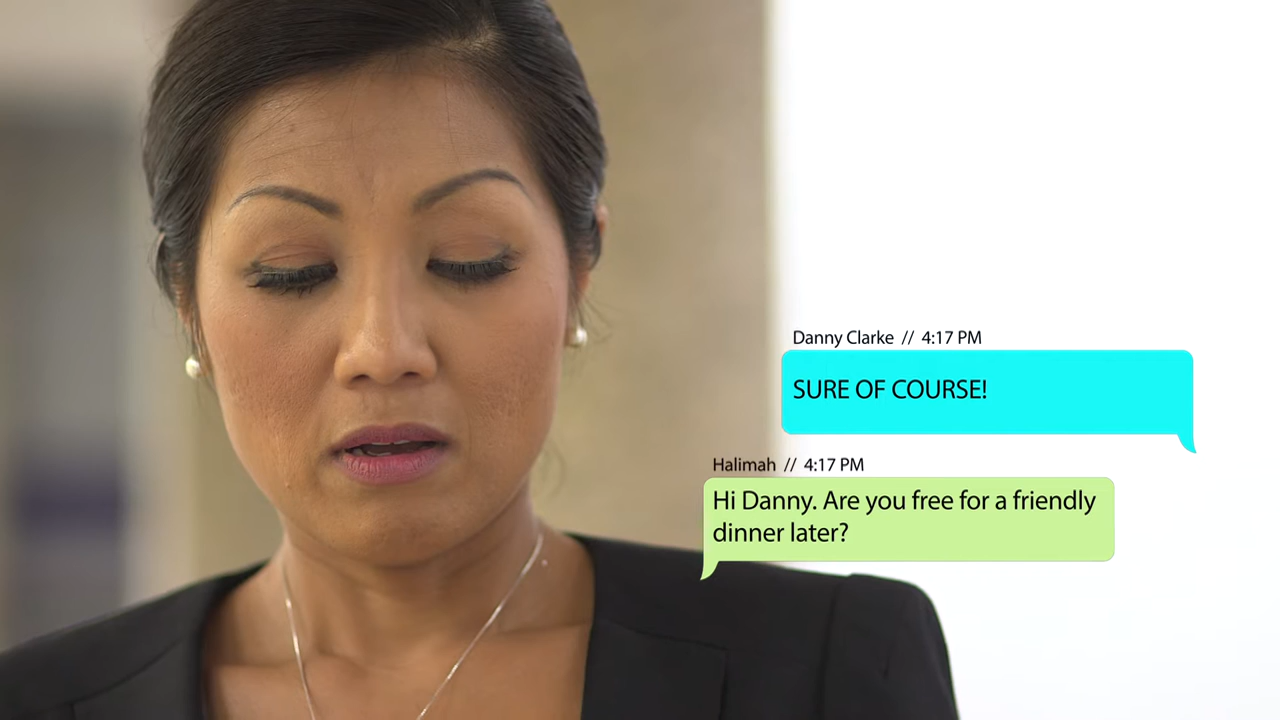 Danny Clarke // 4:17 PM
SURE OF COURSE!
Halimah // 4:17 PM
Hi Danny. Are you free for a friendly
dinner later?